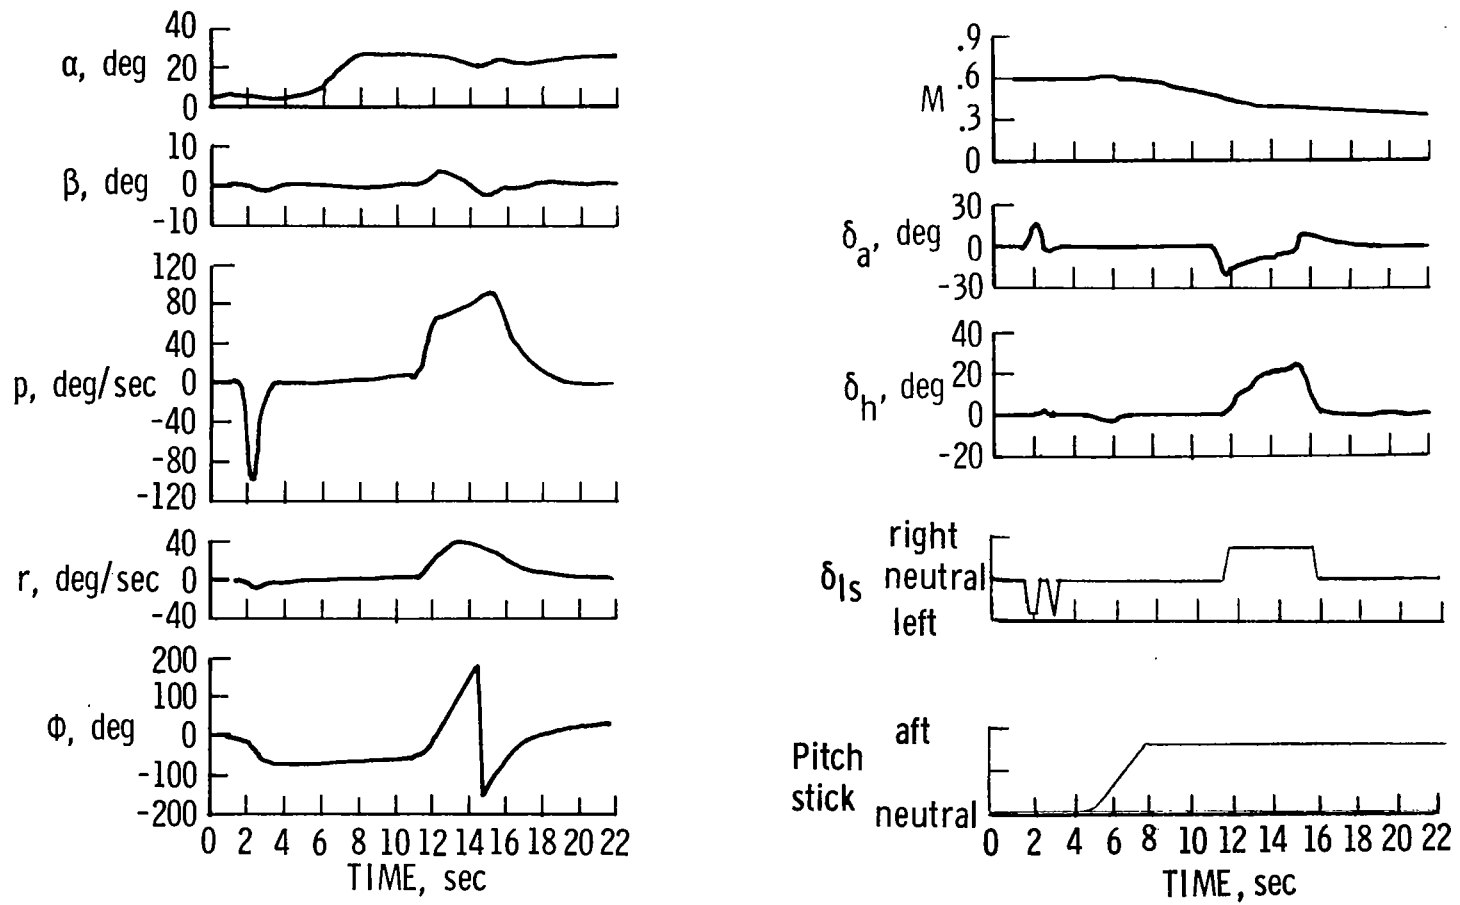 40
α, deg 20
0
10
β, deg 0
-10
120
80
40
p, deg/sec 0
-40
-80
-120
40
r, deg/sec 0
-40
200
100
Φ, deg 0
-100
-200
0 2 4 6 8 10 12 14 16 18 20 22
TIME, sec
.9
M .6
.3
0
30
δa, deg 0
-30
40
δh, deg 20
0
-20
right
δls neutral
left
aft
Pitch
stick
neutral
0 2 4 6 8 10 12 14 16 18 20 22
TIME, sec